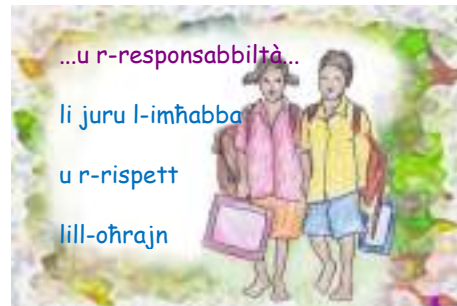 ...u r-responsabbiltà...
li juru l-imħabba
u r-rispett
lill-oħrajn